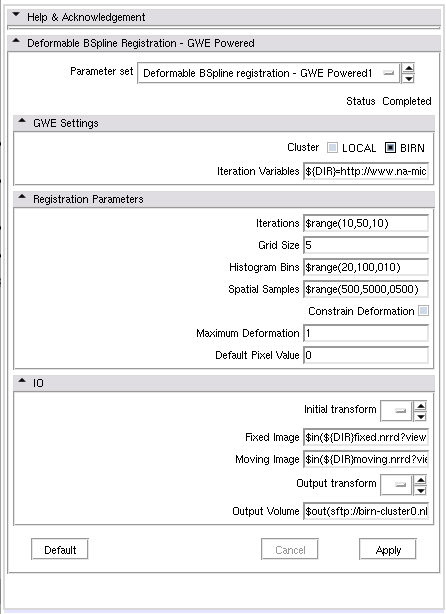 Help & Acknowledgement
Deformable BSpline Registration - GWE Powered
Parameter set Deformable BSpline registration - GWE Powered1
Status Completed
GWE Settings
Cluster LOCAL BIRN
Iteration Variables ${DIR}=http://www.na-mic
Registration Parameters
Iterations $range(10,50,10)
Grid Size 5
Histogram Bins $range(20,100,010)
Spatial Samples $range(500,5000,0500)
Constrain Deformation
Maximum Deformation 1
Default Pixel Value 0
IO
Initial transform
Fixed Image $in(${DIR}fixed.nrrd?view
Moving Image $in(${DIR}moving.nrrd?vie
Output transform
Output Volume $out(sftp://birn-cluster0.nl
Default Cancel Apply